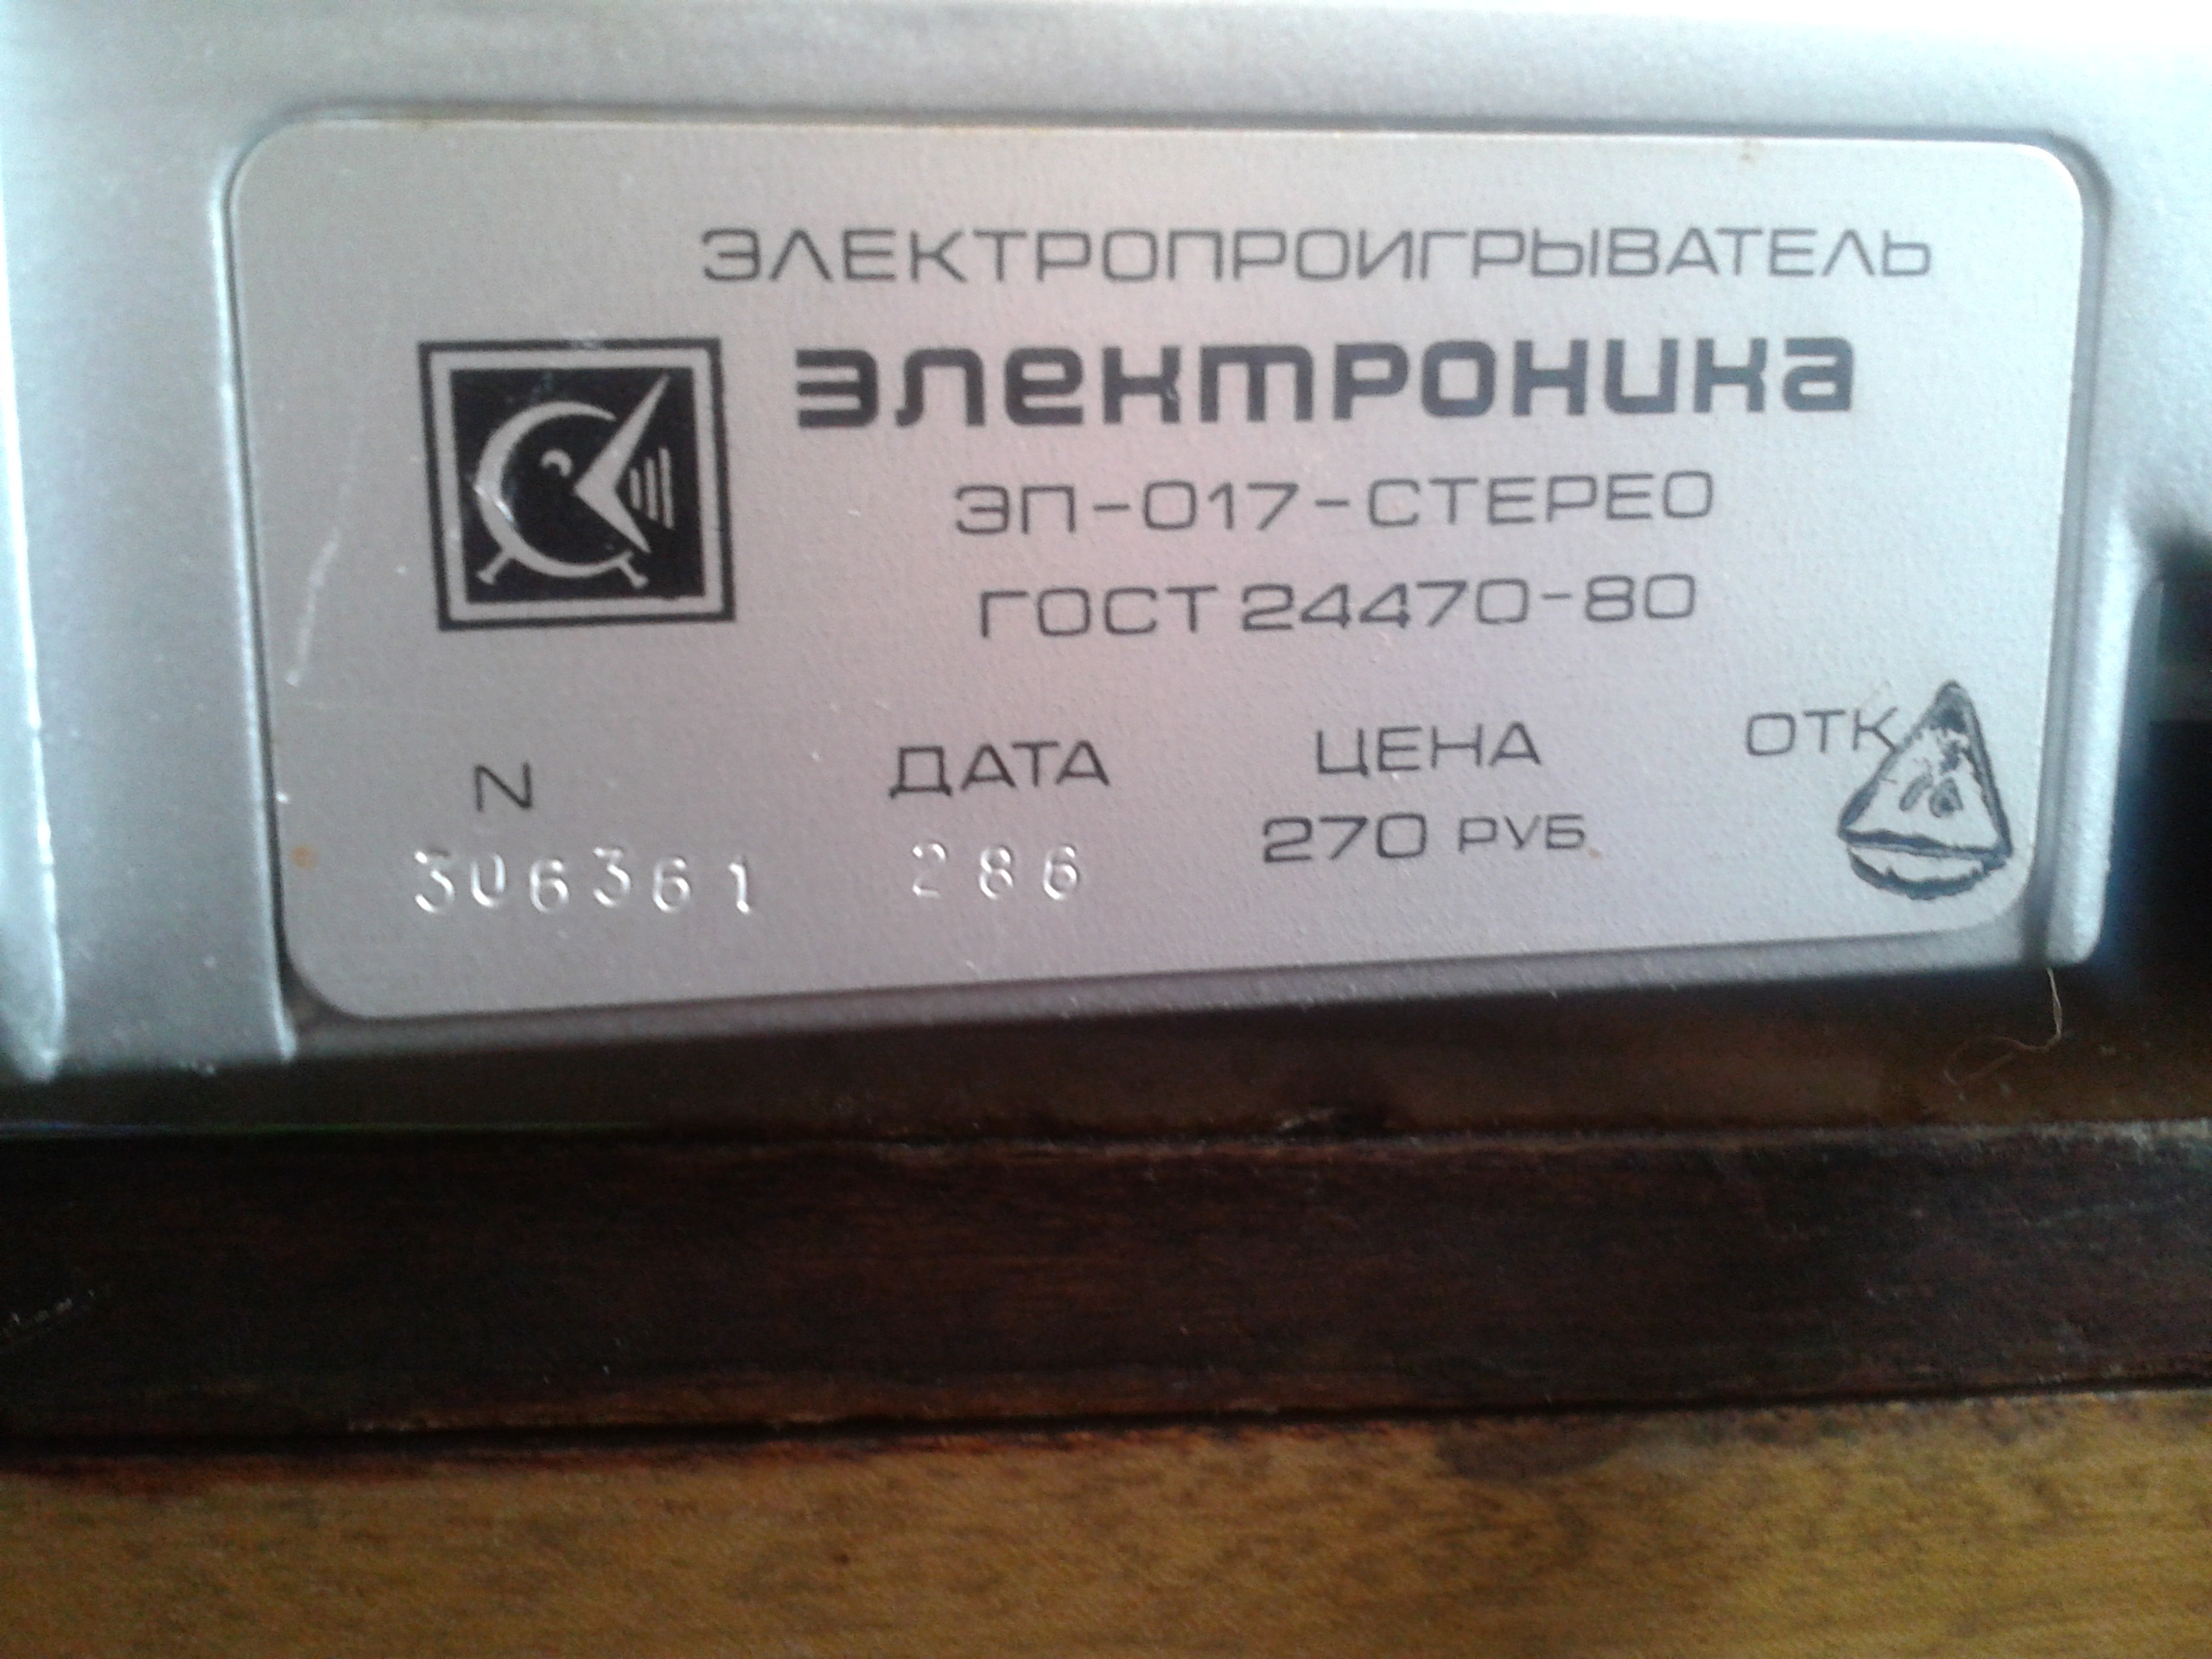 ЭЛЕКТРОПРОИГРЫВАТЕЛЬ
электроника
ЭП-017-СТЕРЕО
ГОСТ 24470-80
N ДАТА ЦЕНА ОТК
306361 286 270 РУБ.